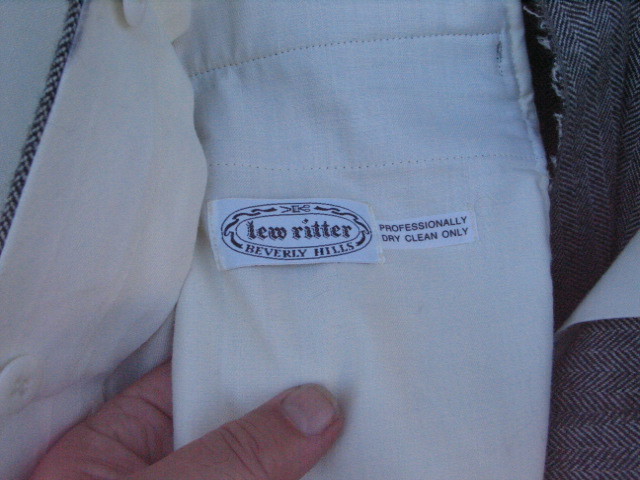 lew ritter
BEVERLY HILLS
PROFESSIONALLY
DRY CLEAN ONLY